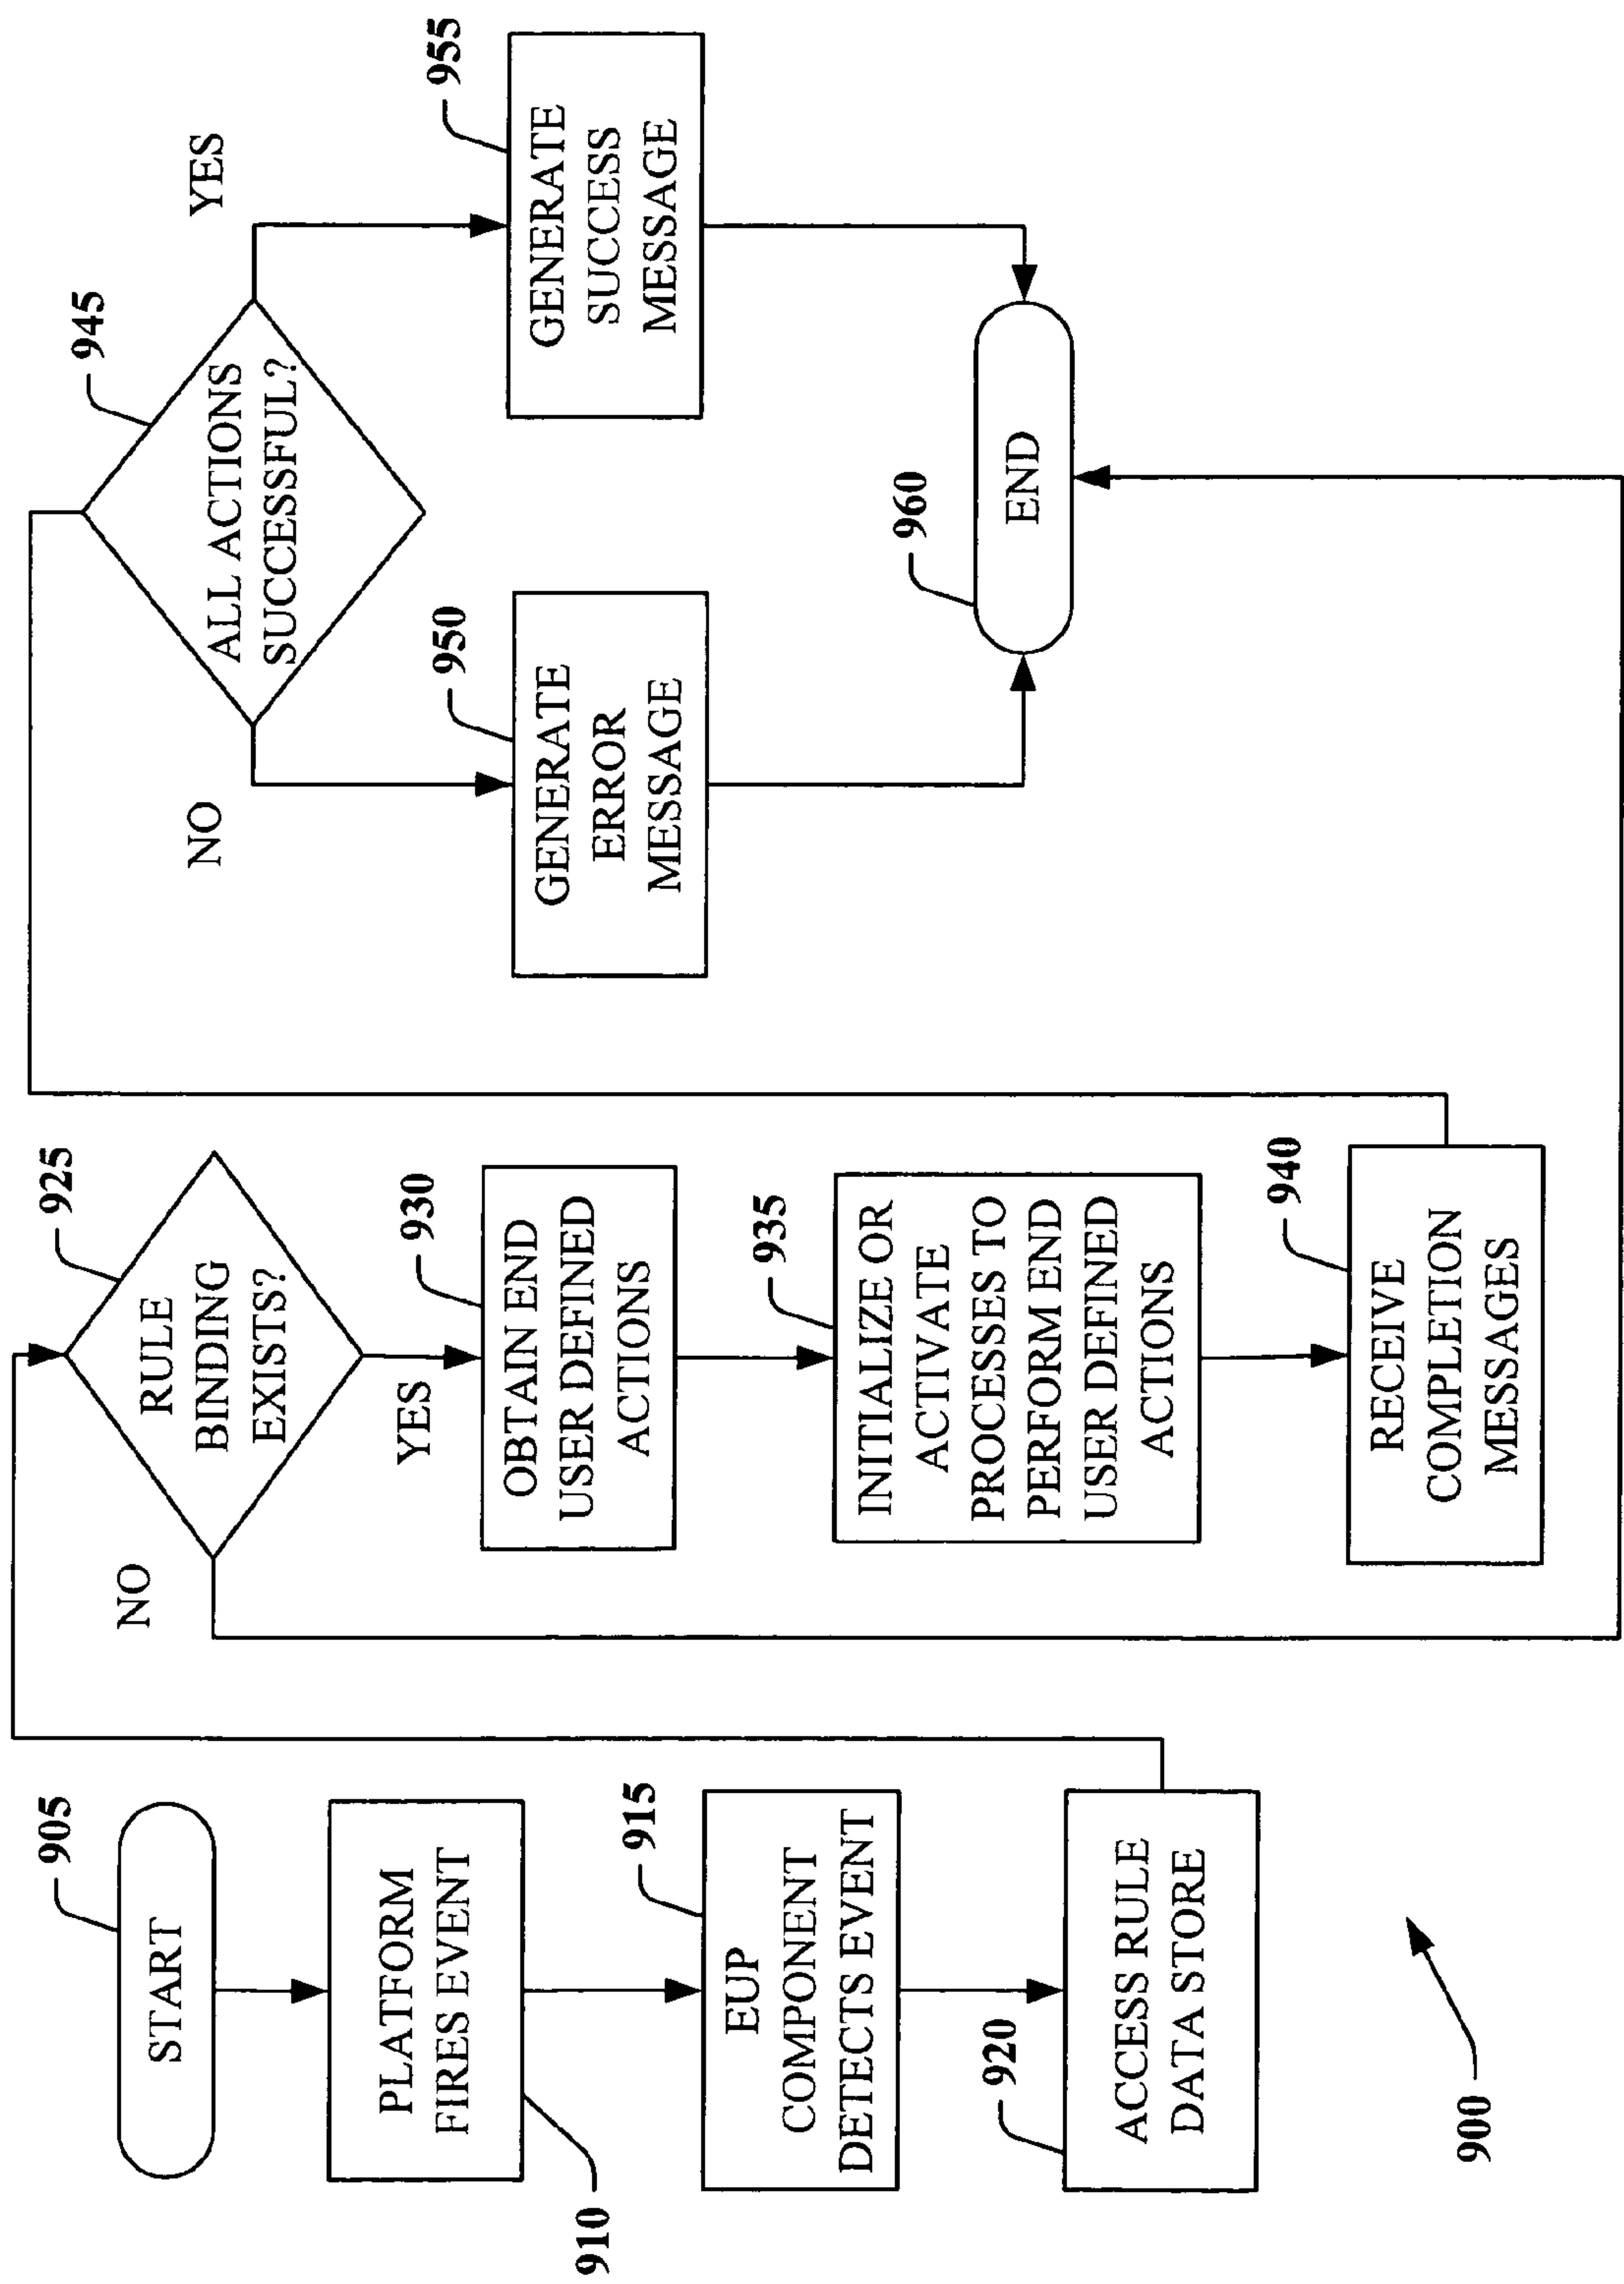 905
START
PLATFORM
FIRES EVENT
910
915
EUP
COMPONENT
DETECTS EVENT
920
ACCESS RULE
DATA STORE
900
925
RULE
BINDING
EXISTS?
NO
YES
930
OBTAIN END
USER DEFINED
ACTIONS
935
INITIALIZE OR
ACTIVATE
PROCESSES TO
PERFORM END
USER DEFINED
ACTIONS
940
RECEIVE
COMPLETION
MESSAGES
945
ALL ACTIONS
SUCCESSFUL?
NO
YES
950
GENERATE
ERROR
MESSAGE
955
GENERATE
SUCCESS
MESSAGE
960
END